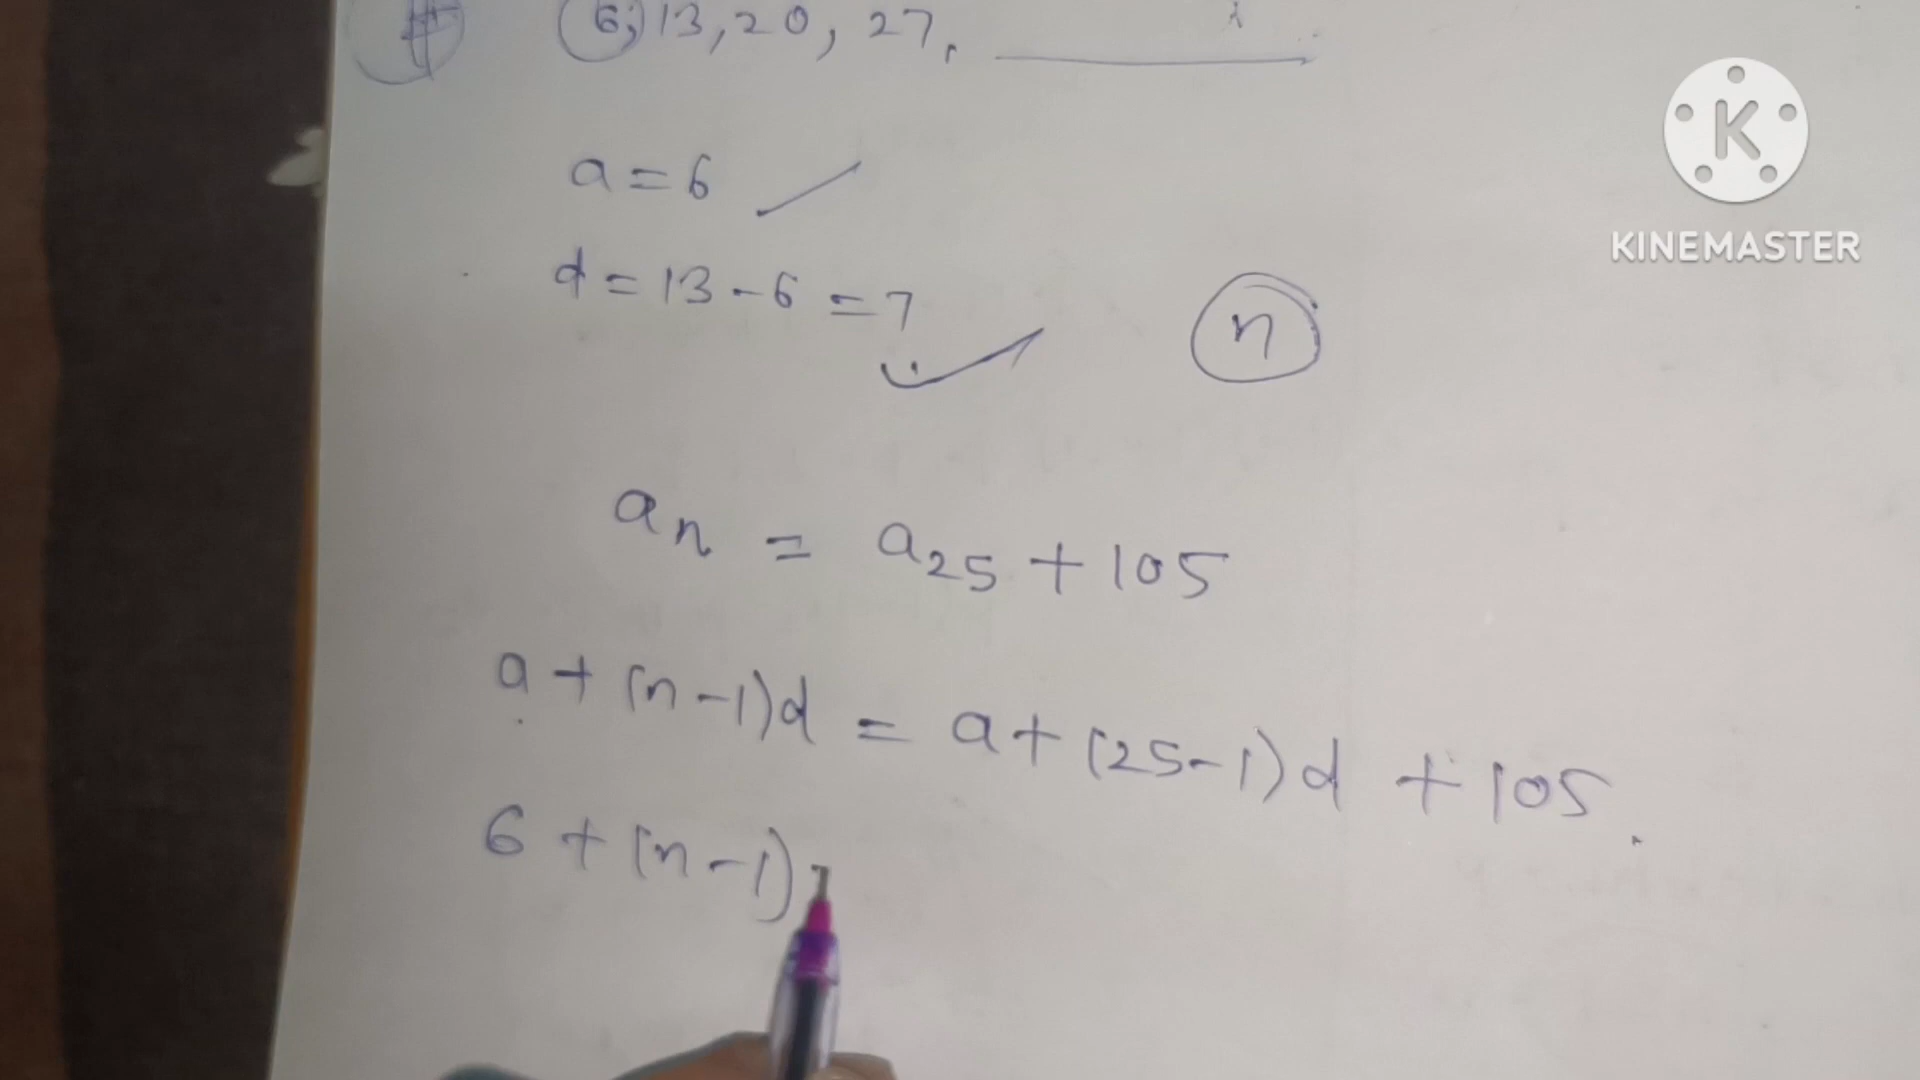 # 6, 13, 20, 27,
a = 6
d = 13 - 6 = 7
n
an = a25 + 105
a + (n-1)d = a + (25-1)d + 105.
6 + (n-1)7
K
KINEMASTER